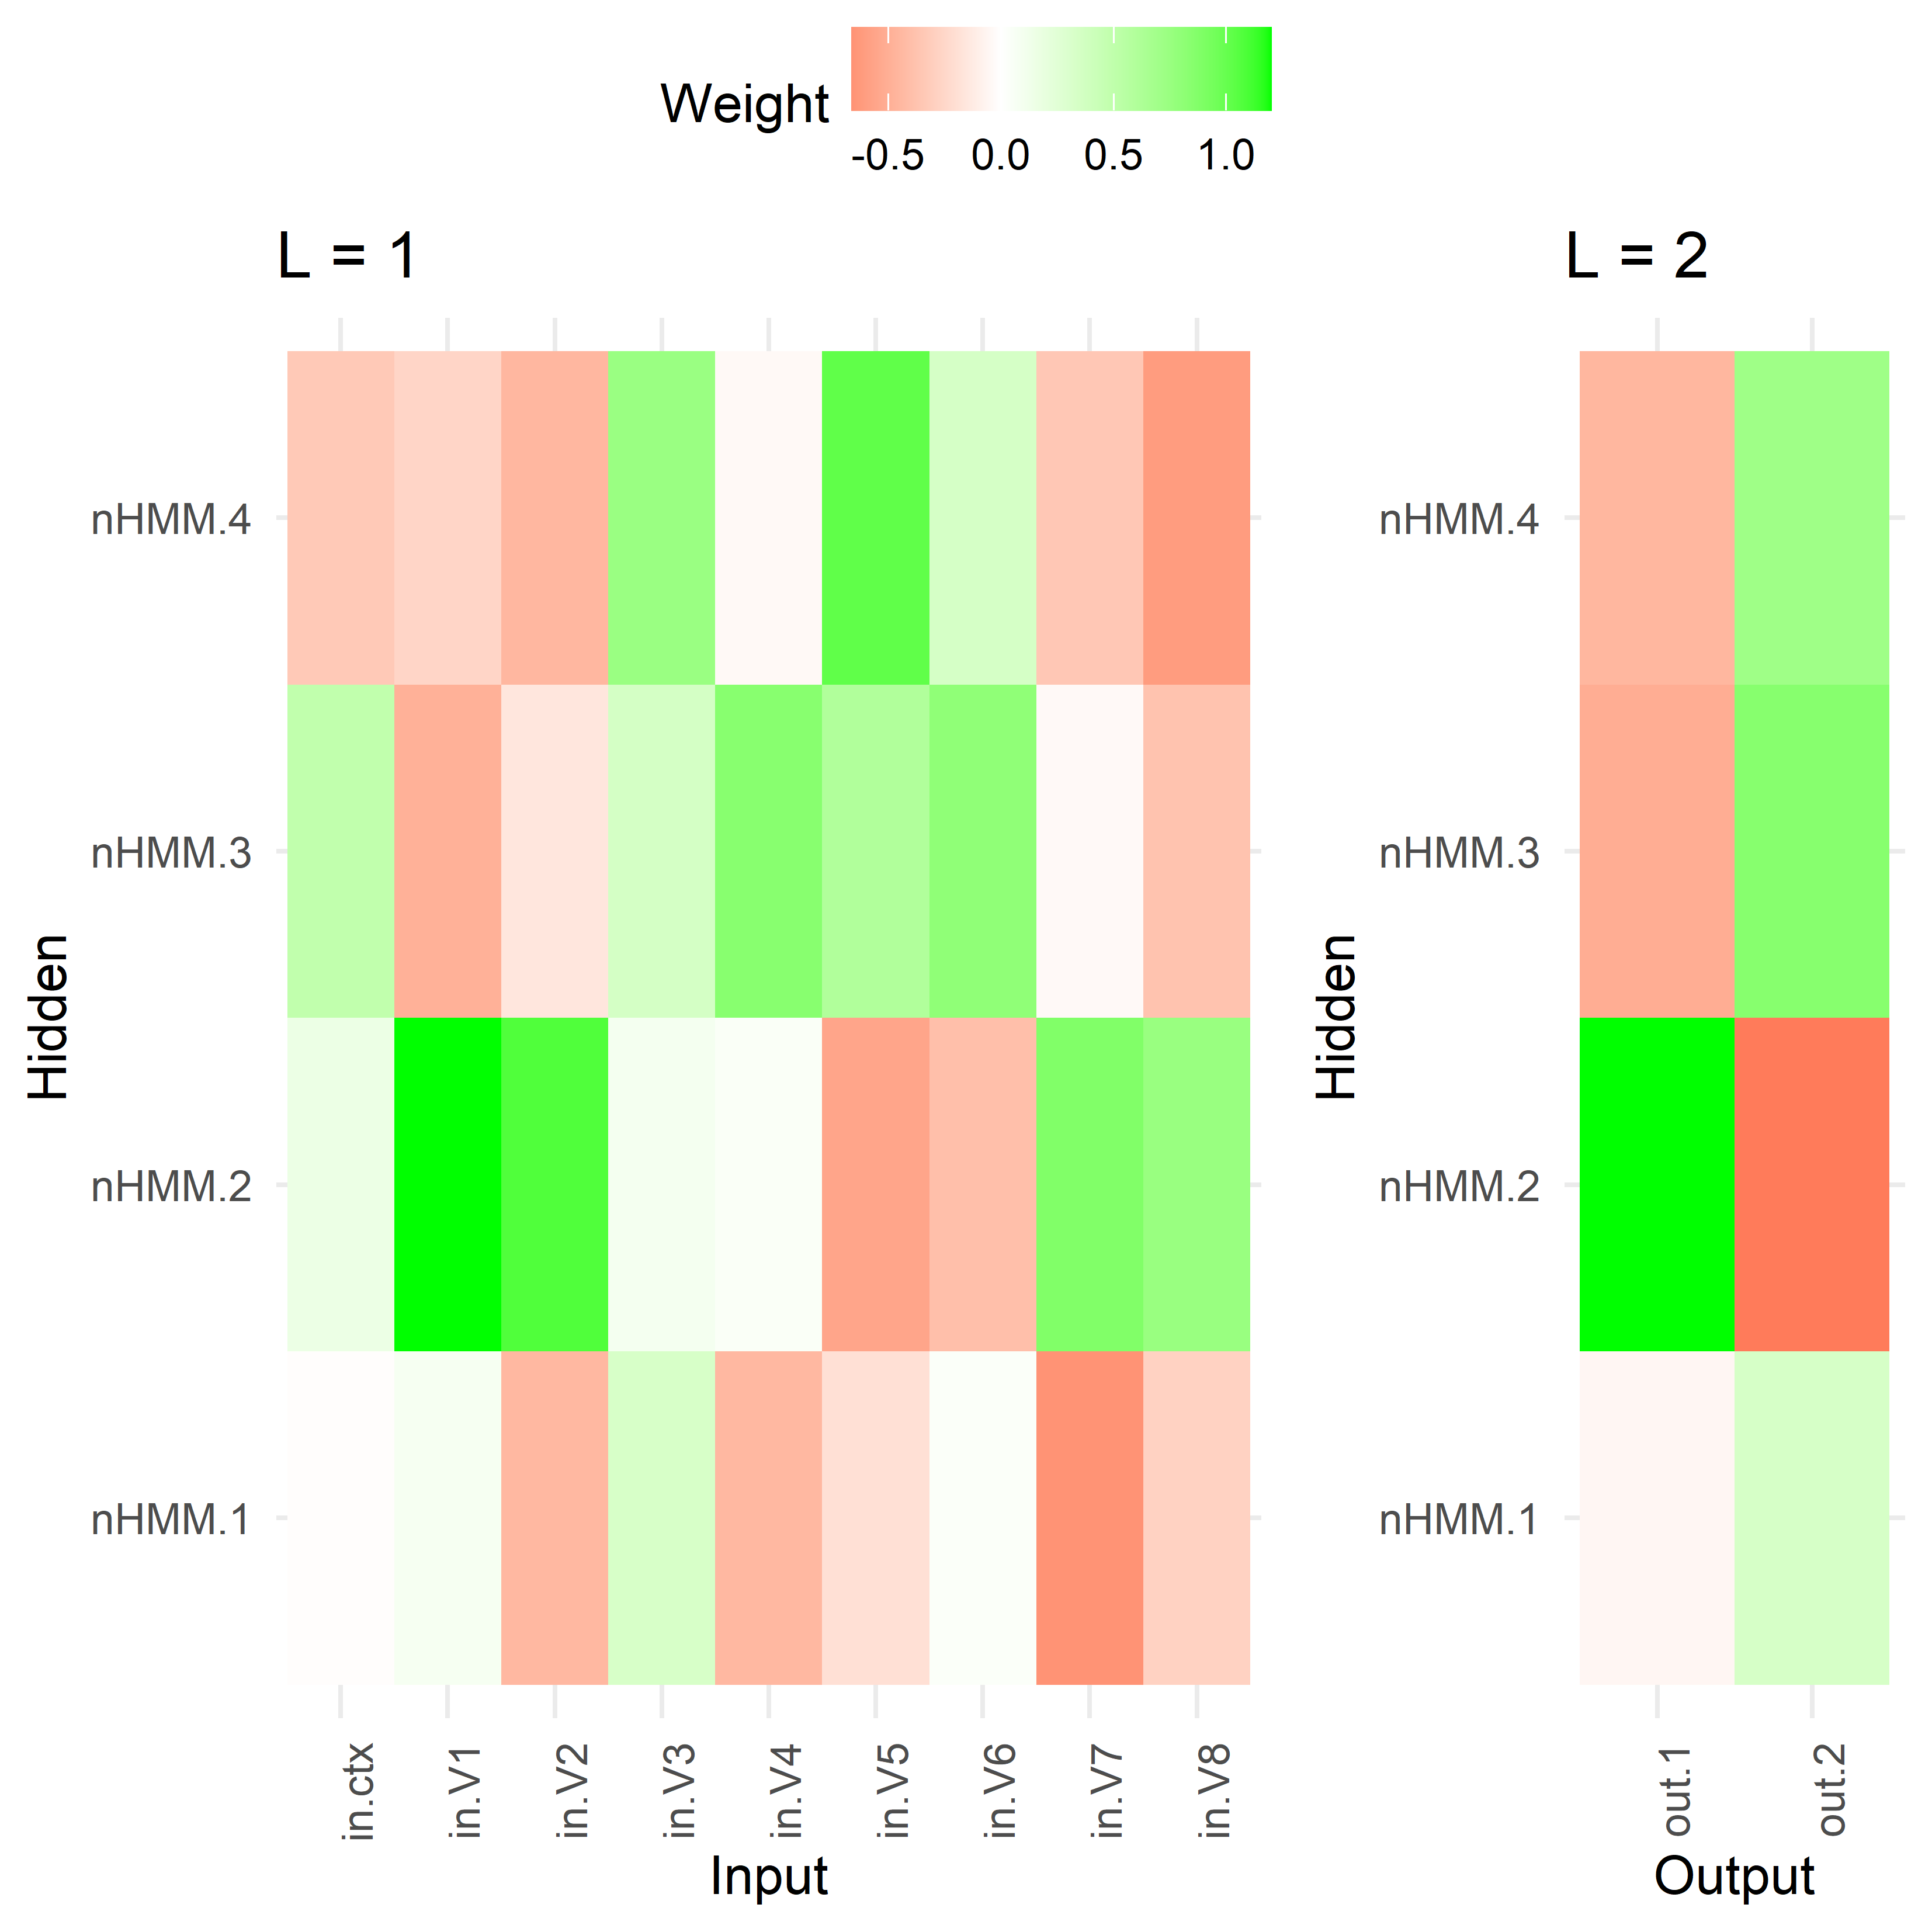 Weight
-0.5 0.0 0.5 1.0
L = 1
L = 2
Hidden
nHMM.4
nHMM.3
nHMM.2
nHMM.1
in.ctx in.V1 in.V2 in.V3 in.V4 in.V5 in.V6 in.V7 in.V8
Input
Hidden
nHMM.4
nHMM.3
nHMM.2
nHMM.1
out.1 out.2
Output